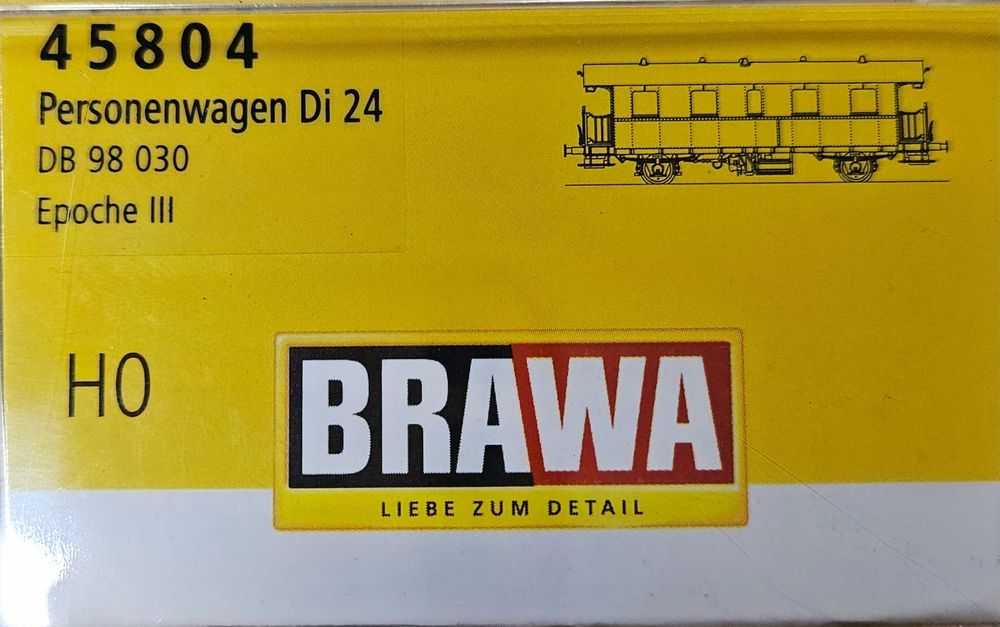 45804
Personenwagen Di 24
DB 98 030
Epoche III
H0
BRAWA
LIEBE ZUM DETAIL